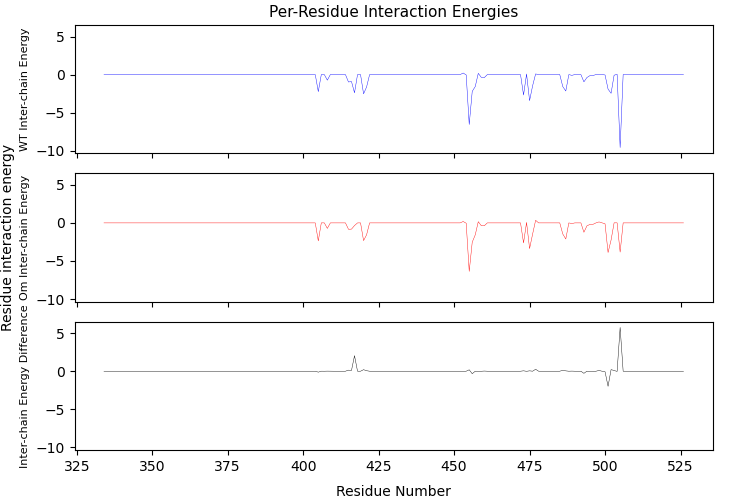 Per-Residue Interaction Energies
Residue interaction energy
WT Inter-chain Energy
5
0
−5
−10
Om Inter-chain Energy
5
0
−5
−10
Inter-chain Energy Difference
5
0
−5
−10
325 350 375 400 425 450 475 500 525
Residue Number